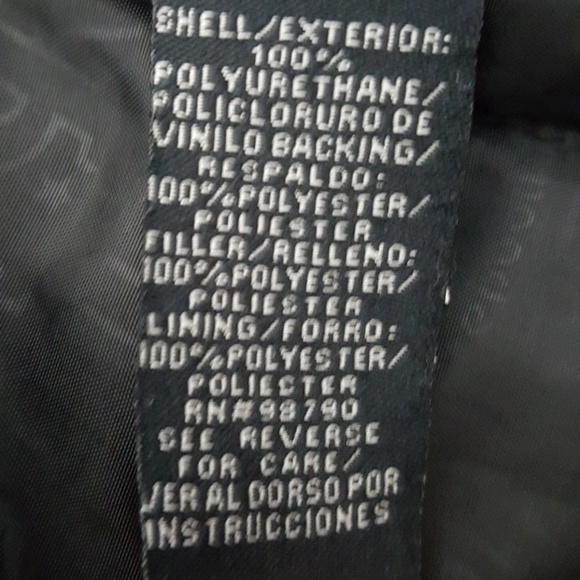 SHELL/EXTERIOR:
100%
POLYURETHANE/
POLICLORURO DE
VINILO BACKING/
RESPALDO:
100%POLYESTER/
POLIESTER
FILLER/RELLENO:
100%POLYESTER/
POLIESTER
LINING/FORRO:
100%POLYESTER/
POLIESTER
RN#98790
SEE REVERSE
FOR CARE/
VER AL DORSO POR
INSTRUCCIONES